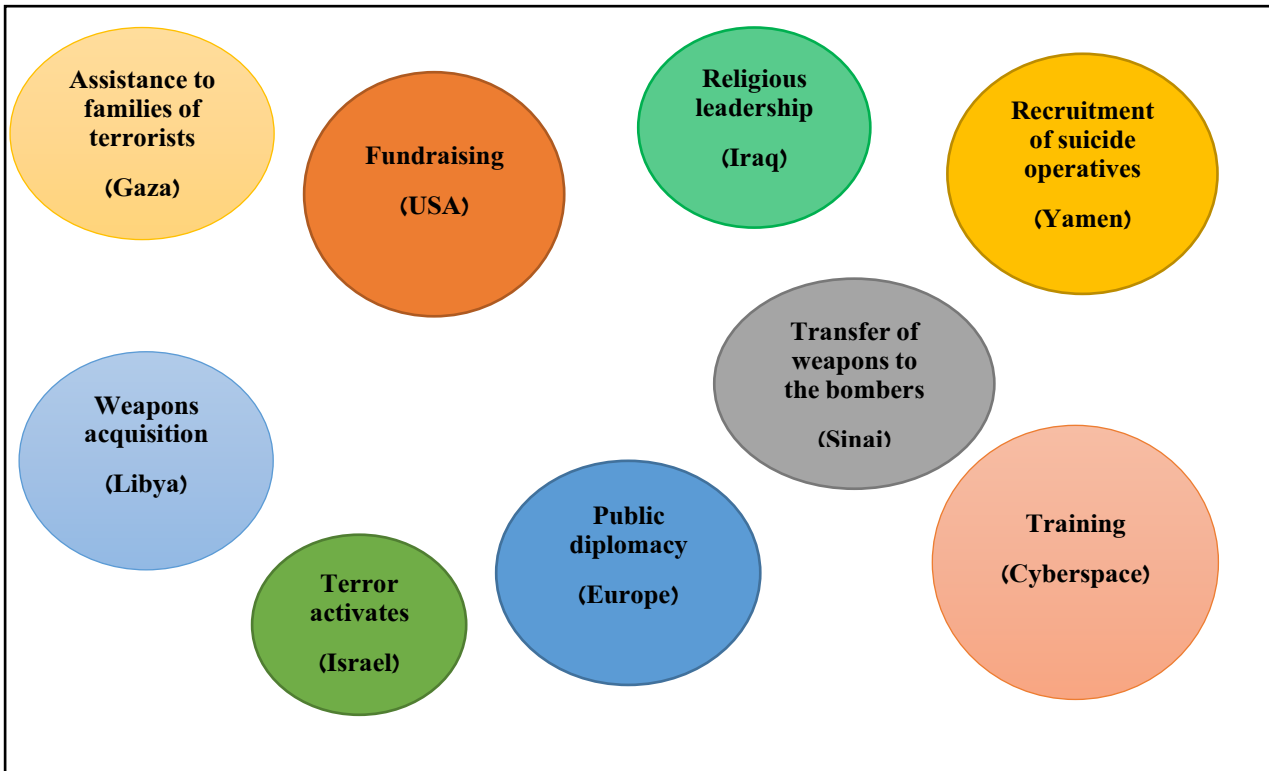 Assistance to
families of
terrorists
(Gaza)
Fundraising
(USA)
Religious
leadership
(Iraq)
Recruitment
of suicide
operatives
(Yamen)
Transfer of
weapons to
the bombers
(Sinai)
Weapons
acquisition
(Libya)
Public
diplomacy
(Europe)
Training
(Cyberspace)
Terror
activates
(Israel)